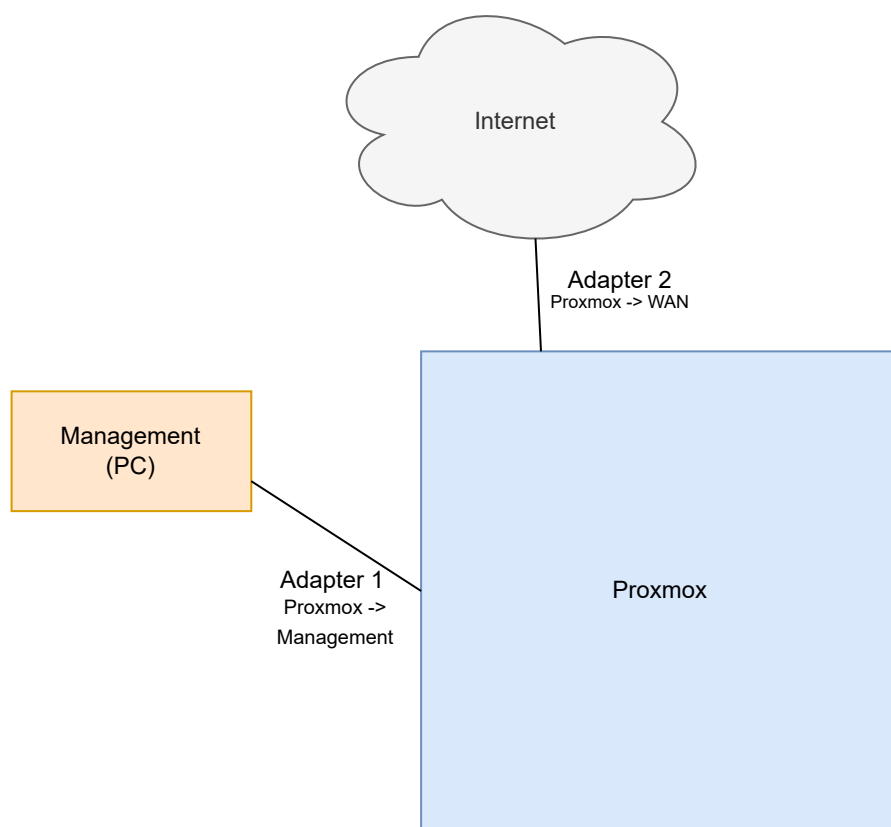 Internet
Adapter 2
Proxmox -> WAN
Management
(PC)
Adapter 1
Proxmox ->
Management
Proxmox